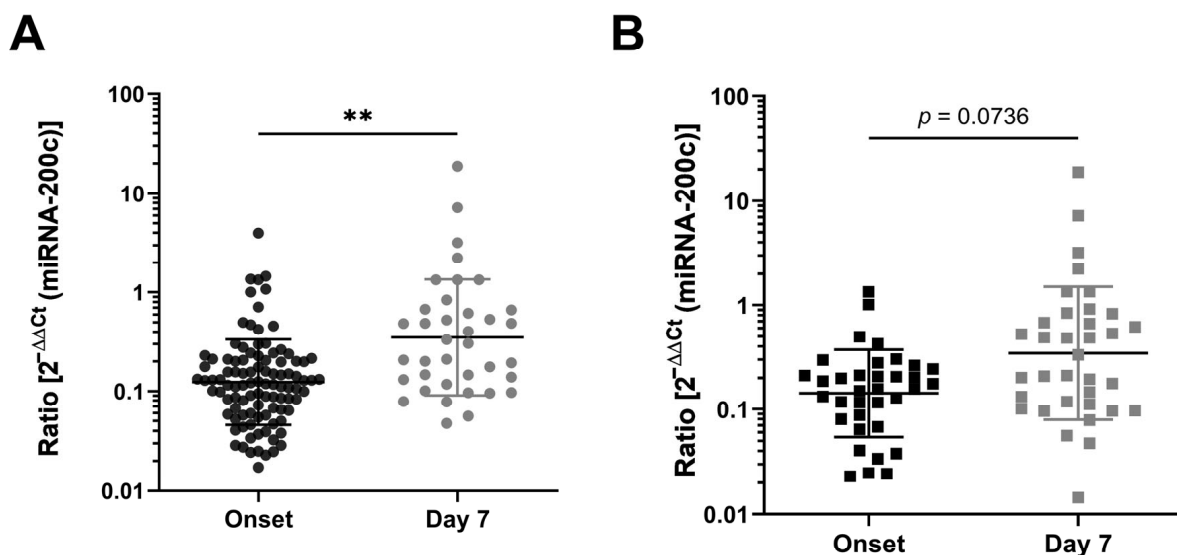 A
Ratio [2⁻ΔΔCt (miRNA-200c)]
100
10
1
0.1
0.01
**
Onset
Day 7
B
Ratio [2⁻ΔΔCt (miRNA-200c)]
100
10
1
0.1
0.01
p = 0.0736
Onset
Day 7